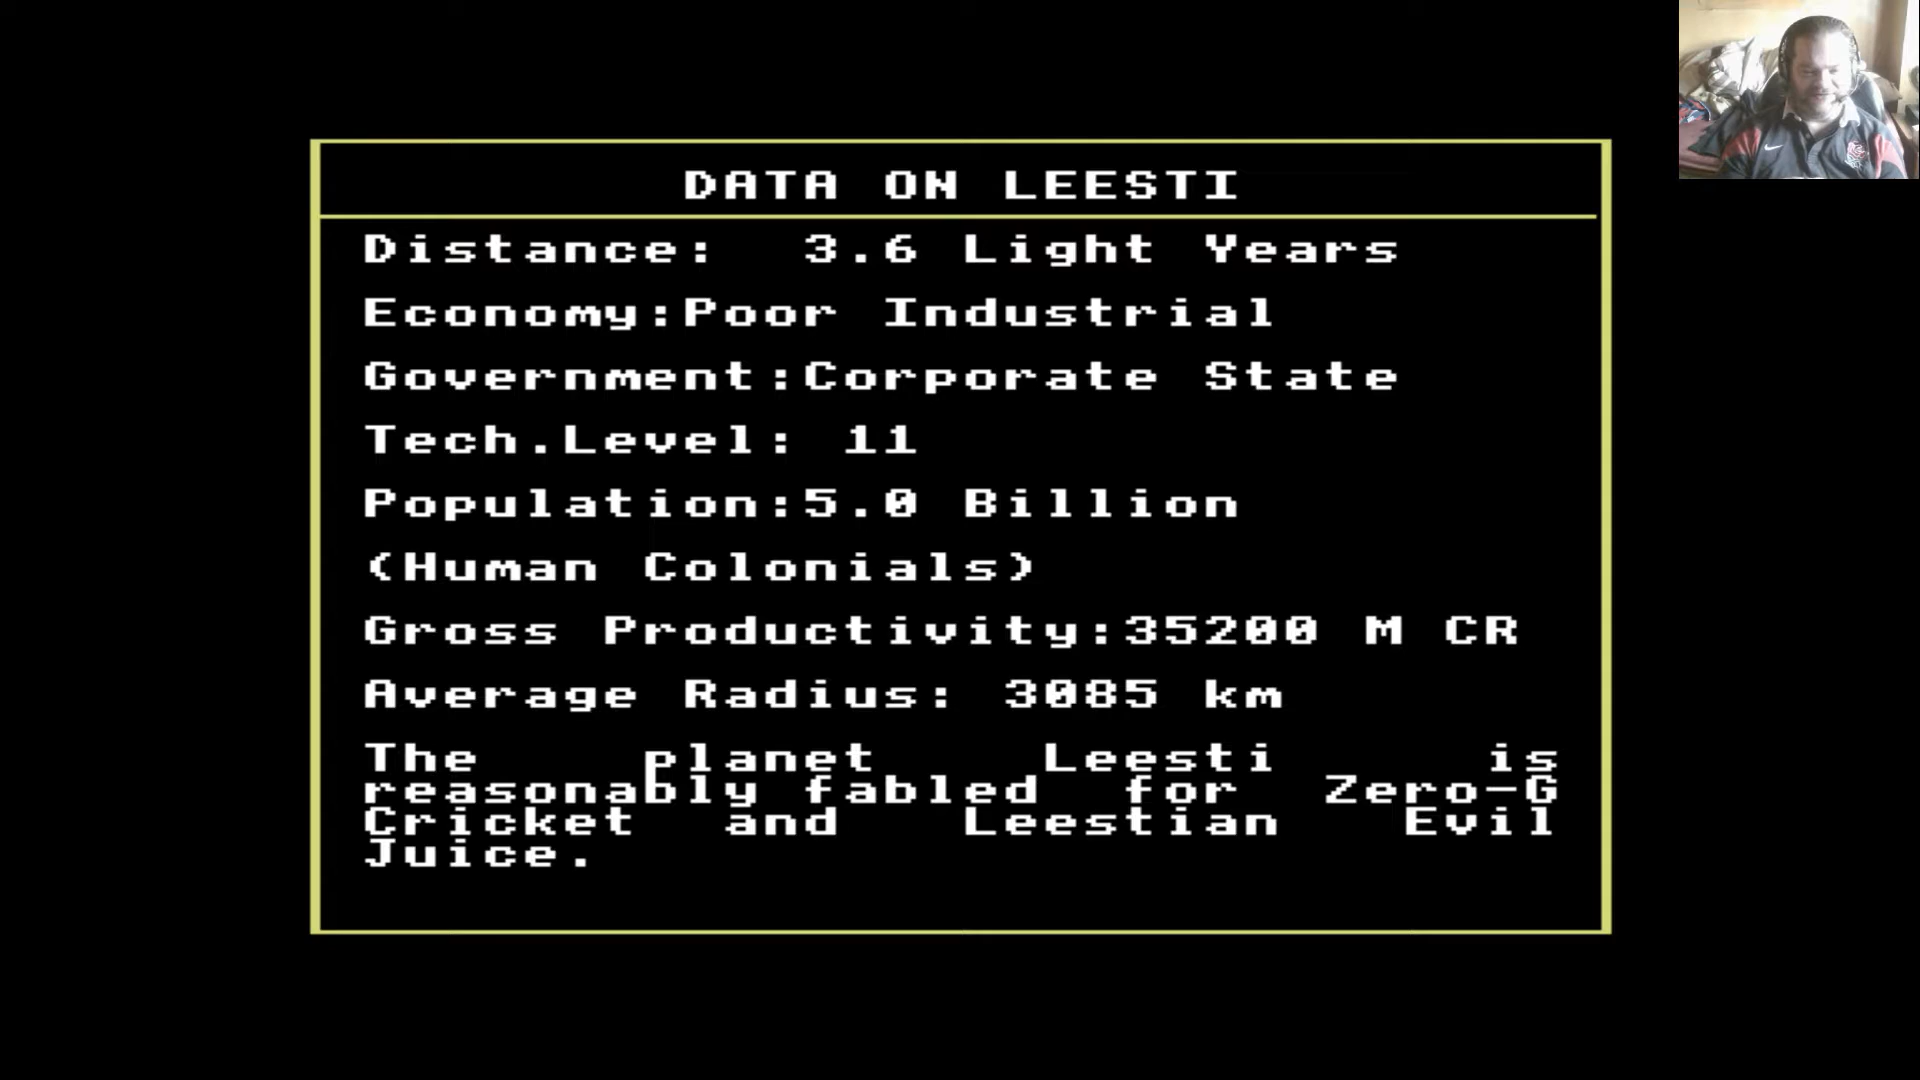 DATA ON LEESTI
Distance: 3.6 Light Years
Economy:Poor Industrial
Government:Corporate State
Tech.Level: 11
Population:5.0 Billion
(Human Colonials)
Gross Productivity:35200 M CR
Average Radius: 3085 km
The planet Leesti is
reasonably fabled for Zero-G
Cricket and Leestian Evil
Juice.